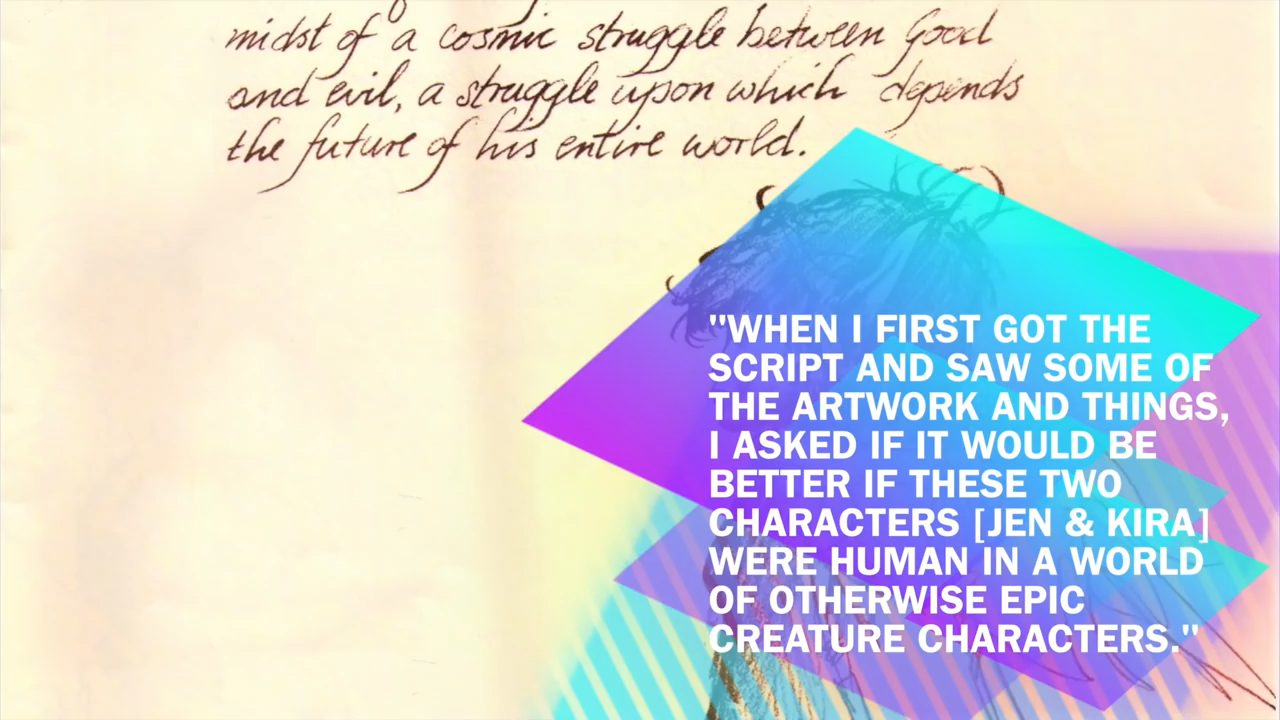 midst of a cosmic struggle between Good
and evil, a struggle upon which depends
the future of his entire world.
"WHEN I FIRST GOT THE
SCRIPT AND SAW SOME OF
THE ARTWORK AND THINGS,
I ASKED IF IT WOULD BE
BETTER IF THESE TWO
CHARACTERS [JEN & KIRA]
WERE HUMAN IN A WORLD
OF OTHERWISE EPIC
CREATURE CHARACTERS."